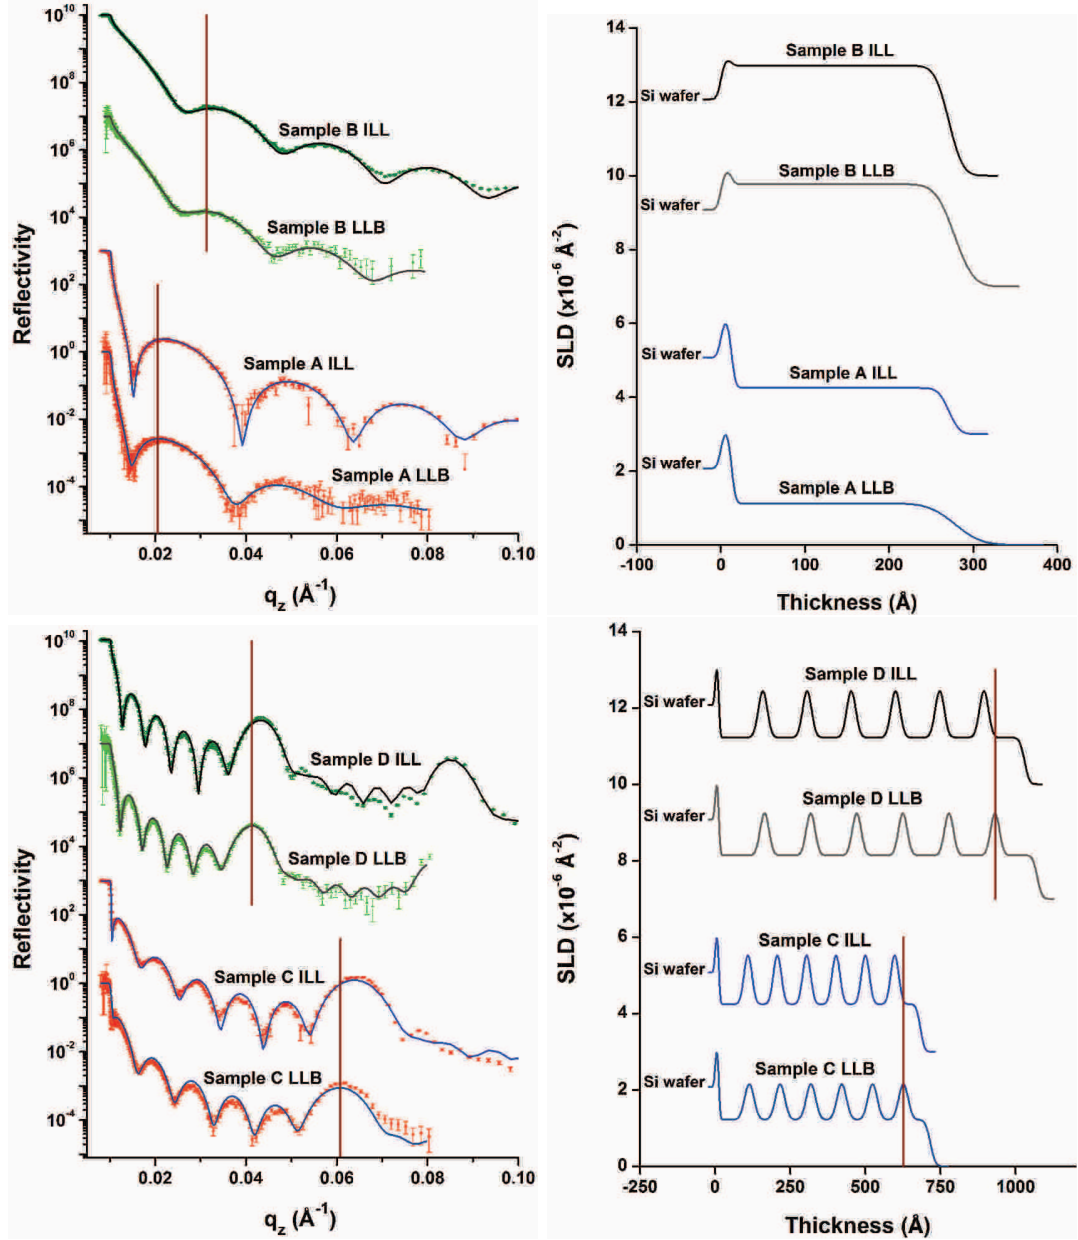 10^10
10^8
10^6
10^4
10^2
10^0
10^-2
10^-4
Reflectivity
Sample B ILL
Sample B LLB
Sample A ILL
Sample A LLB
0.02 0.04 0.06 0.08 0.10
q_z (Å^-1)
14
12
10
8
6
4
2
0
SLD (x10^-6 Å^-2)
Sample B ILL
Si wafer
Sample B LLB
Si wafer
Sample A ILL
Si wafer
Sample A LLB
Si wafer
-100 0 100 200 300 400
Thickness (Å)
10^10
10^8
10^6
10^4
10^2
10^0
10^-2
10^-4
Reflectivity
Sample D ILL
Sample D LLB
Sample C ILL
Sample C LLB
0.02 0.04 0.06 0.08 0.10
q_z (Å^-1)
14
12
10
8
6
4
2
0
SLD (x10^-6 Å^-2)
Sample D ILL
Si wafer
Sample D LLB
Si wafer
Sample C ILL
Si wafer
Sample C LLB
Si wafer
-250 0 250 500 750 1000
Thickness (Å)